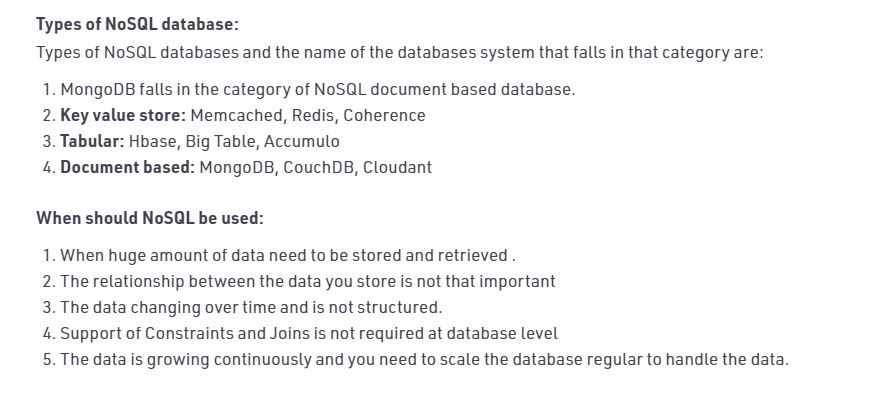 Types of NoSQL database:
Types of NoSQL databases and the name of the databases system that falls in that category are:
1. MongoDB falls in the category of NoSQL document based database.
2. Key value store: Memcached, Redis, Coherence
3. Tabular: Hbase, Big Table, Accumulo
4. Document based: MongoDB, CouchDB, Cloudant
When should NoSQL be used:
1. When huge amount of data need to be stored and retrieved .
2. The relationship between the data you store is not that important
3. The data changing over time and is not structured.
4. Support of Constraints and Joins is not required at database level
5. The data is growing continuously and you need to scale the database regular to handle the data.